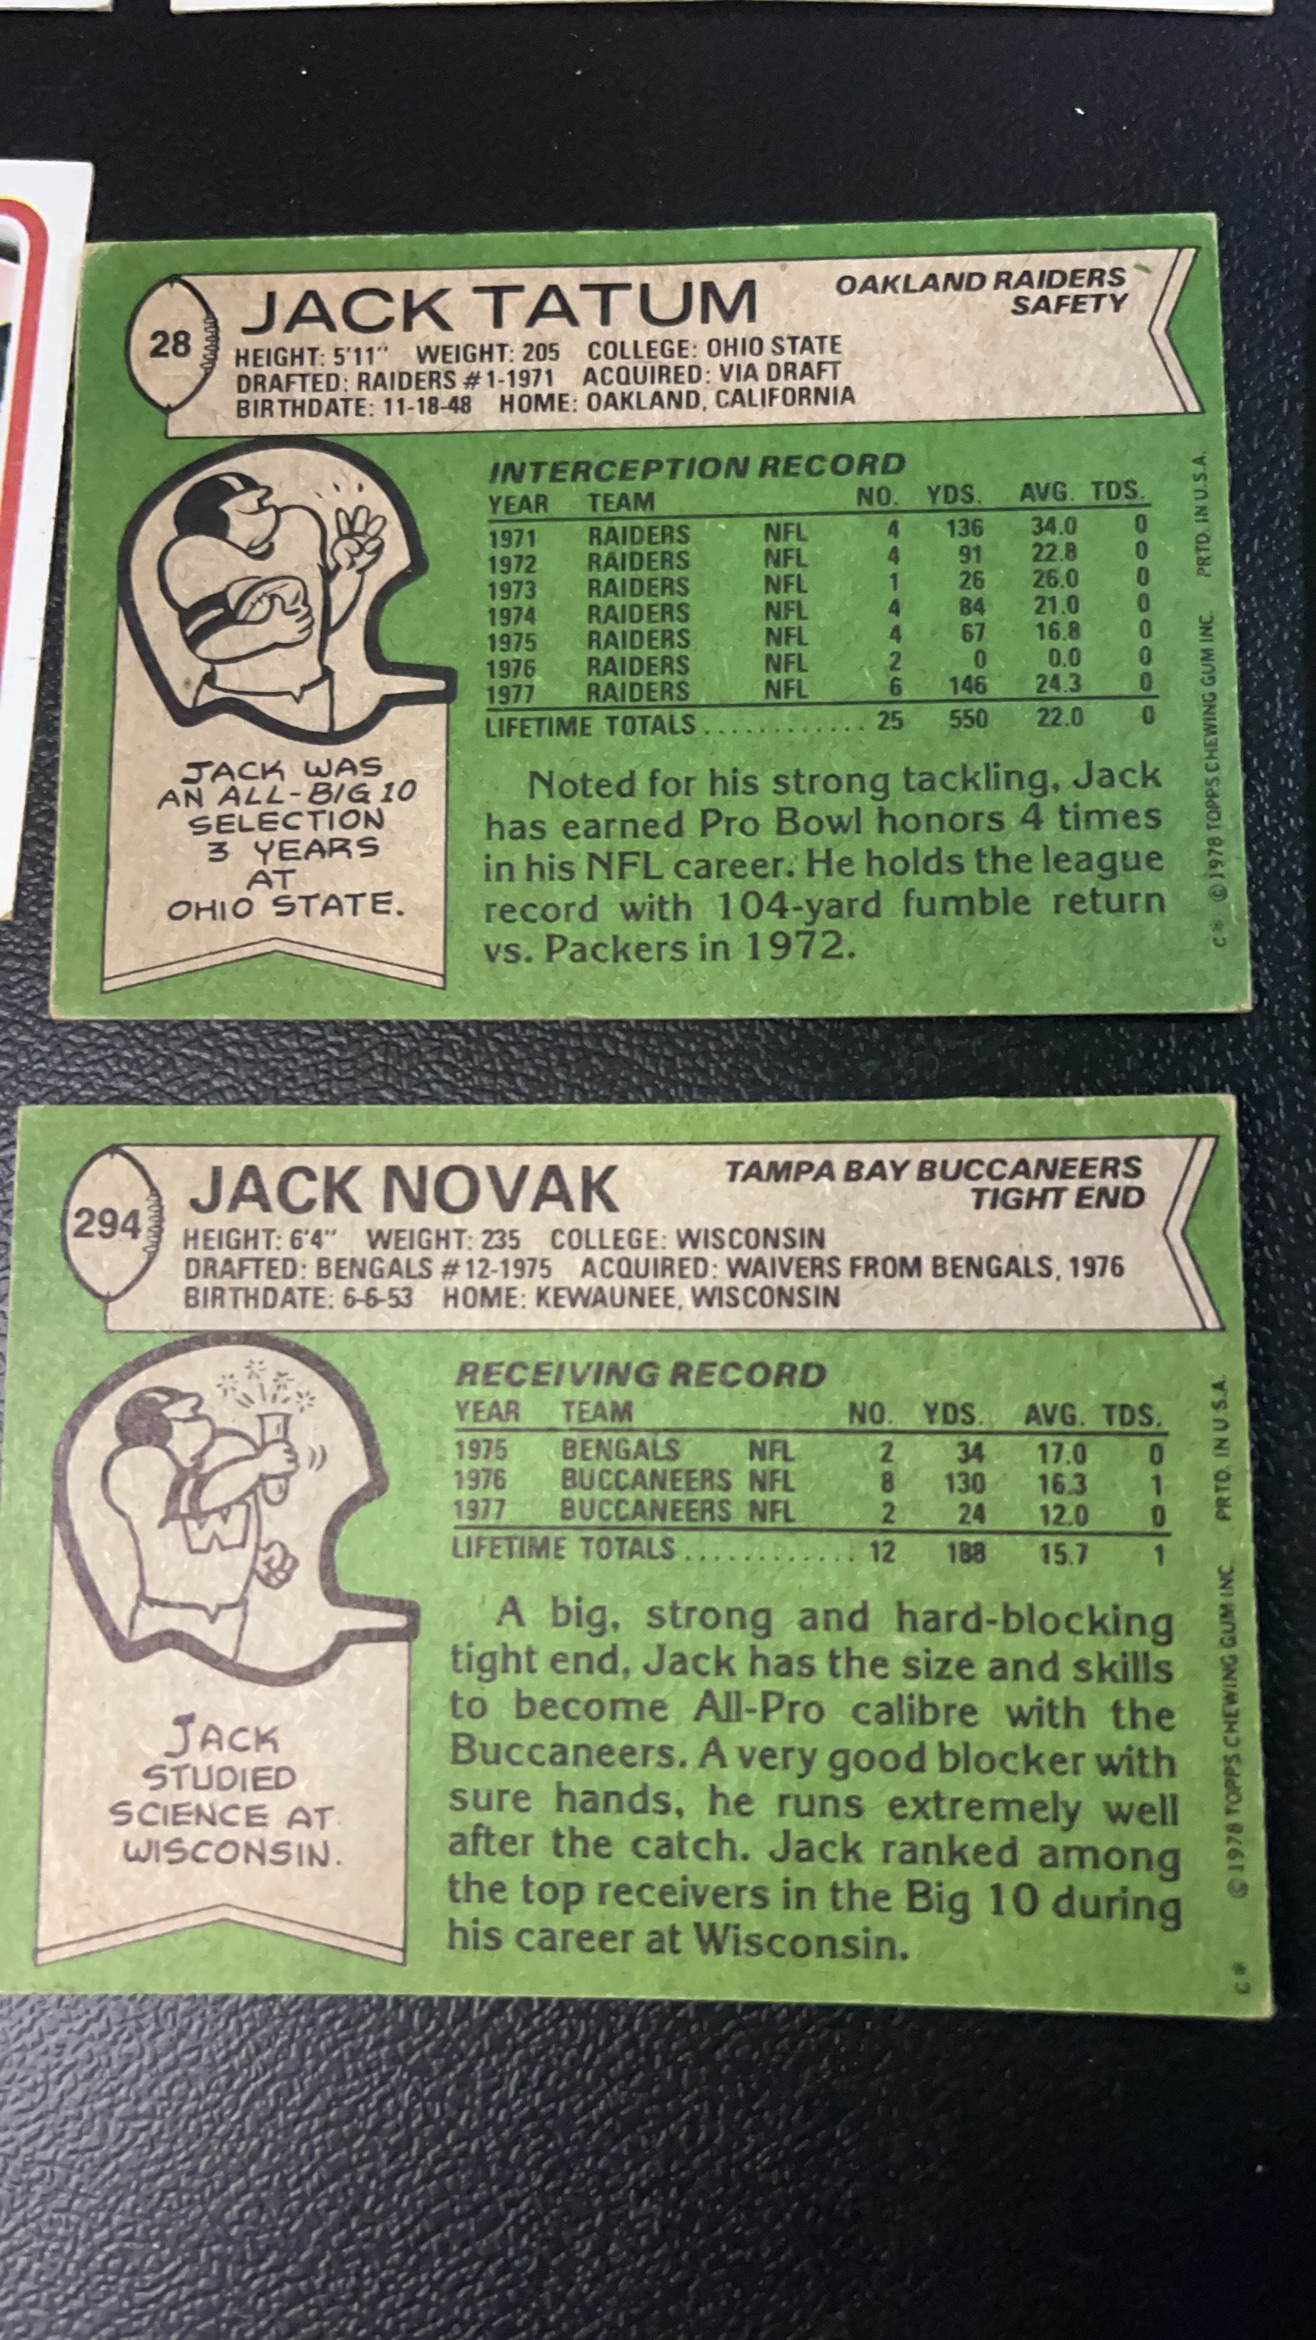 28
JACK TATUM
OAKLAND RAIDERS
SAFETY
HEIGHT: 5'11" WEIGHT: 205 COLLEGE: OHIO STATE
DRAFTED: RAIDERS #1-1971 ACQUIRED: VIA DRAFT
BIRTHDATE: 11-18-48 HOME: OAKLAND, CALIFORNIA
INTERCEPTION RECORD
YEAR TEAM NO. YDS. AVG. TDS.
1971 RAIDERS NFL 4 136 34.0 0
1972 RAIDERS NFL 4 91 22.8 0
1973 RAIDERS NFL 1 26 26.0 0
1974 RAIDERS NFL 4 84 21.0 0
1975 RAIDERS NFL 4 67 16.8 0
1976 RAIDERS NFL 2 0 0.0 0
1977 RAIDERS NFL 6 146 24.3 0
LIFETIME TOTALS............ 25 550 22.0 0
JACK WAS
AN ALL-BIG 10
SELECTION
3 YEARS
AT
OHIO STATE.
Noted for his strong tackling, Jack
has earned Pro Bowl honors 4 times
in his NFL career. He holds the league
record with 104-yard fumble return
vs. Packers in 1972.
C* ©1978 TOPPS CHEWING GUM INC. PRTD. IN U.S.A.
294
JACK NOVAK
TAMPA BAY BUCCANEERS
TIGHT END
HEIGHT: 6'4" WEIGHT: 235 COLLEGE: WISCONSIN
DRAFTED: BENGALS #12-1975 ACQUIRED: WAIVERS FROM BENGALS, 1976
BIRTHDATE: 6-6-53 HOME: KEWAUNEE, WISCONSIN
RECEIVING RECORD
YEAR TEAM NO. YDS. AVG. TDS.
1975 BENGALS NFL 2 34 17.0 0
1976 BUCCANEERS NFL 8 130 16.3 1
1977 BUCCANEERS NFL 2 24 12.0 0
LIFETIME TOTALS............ 12 188 15.7 1
W
JACK
STUDIED
SCIENCE AT
WISCONSIN.
A big, strong and hard-blocking
tight end, Jack has the size and skills
to become All-Pro calibre with the
Buccaneers. A very good blocker with
sure hands, he runs extremely well
after the catch. Jack ranked among
the top receivers in the Big 10 during
his career at Wisconsin.
C* ©1978 TOPPS CHEWING GUM INC. PRTD. IN U.S.A.